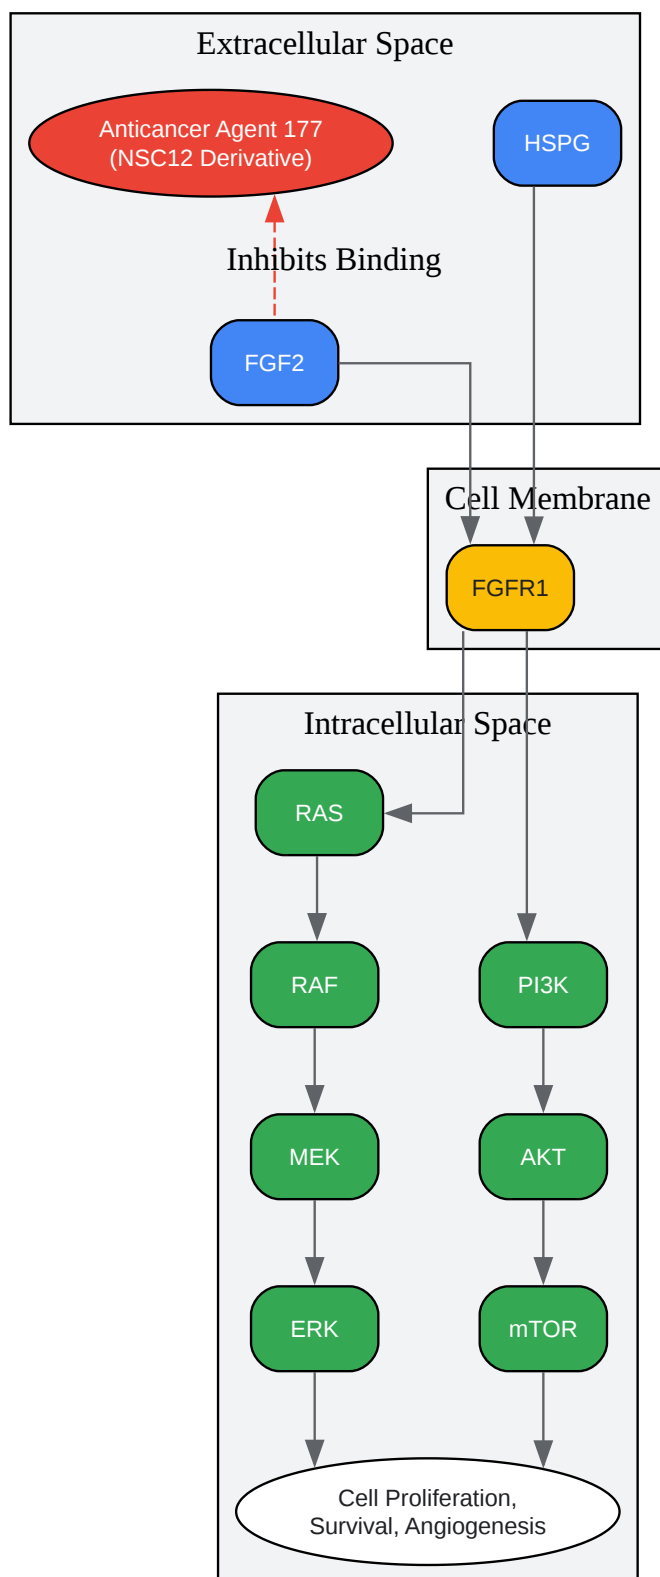 Extracellular Space
Anticancer Agent 177
(NSC12 Derivative)
HSPG
Inhibits Binding
FGF2
Cell Membrane
FGFR1
Intracellular Space
RAS
RAF
PI3K
MEK
AKT
ERK
mTOR
Cell Proliferation,
Survival, Angiogenesis